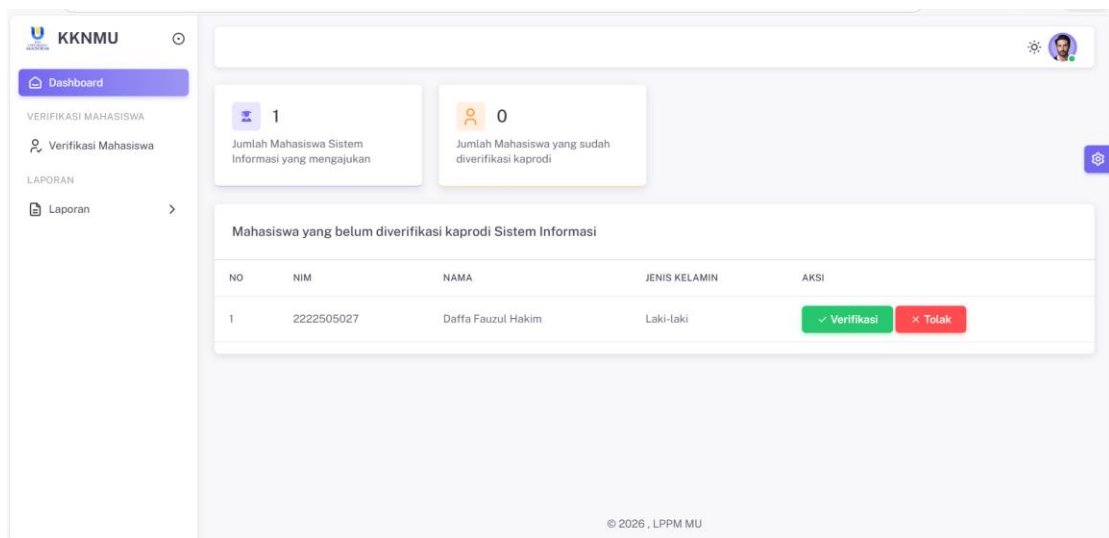 KKNMU
Dashboard
VERIFIKASI MAHASISWA
Verifikasi Mahasiswa
LAPORAN
Laporan
1
Jumlah Mahasiswa Sistem
Informasi yang mengajukan
0
Jumlah Mahasiswa yang sudah
diverifikasi kaprodi
Mahasiswa yang belum diverifikasi kaprodi Sistem Informasi
NO NIM NAMA JENIS KELAMIN AKSI
1 2222505027 Daffa Fauzul Hakim Laki-laki Verifikasi Tolak
© 2026 , LPPM MU